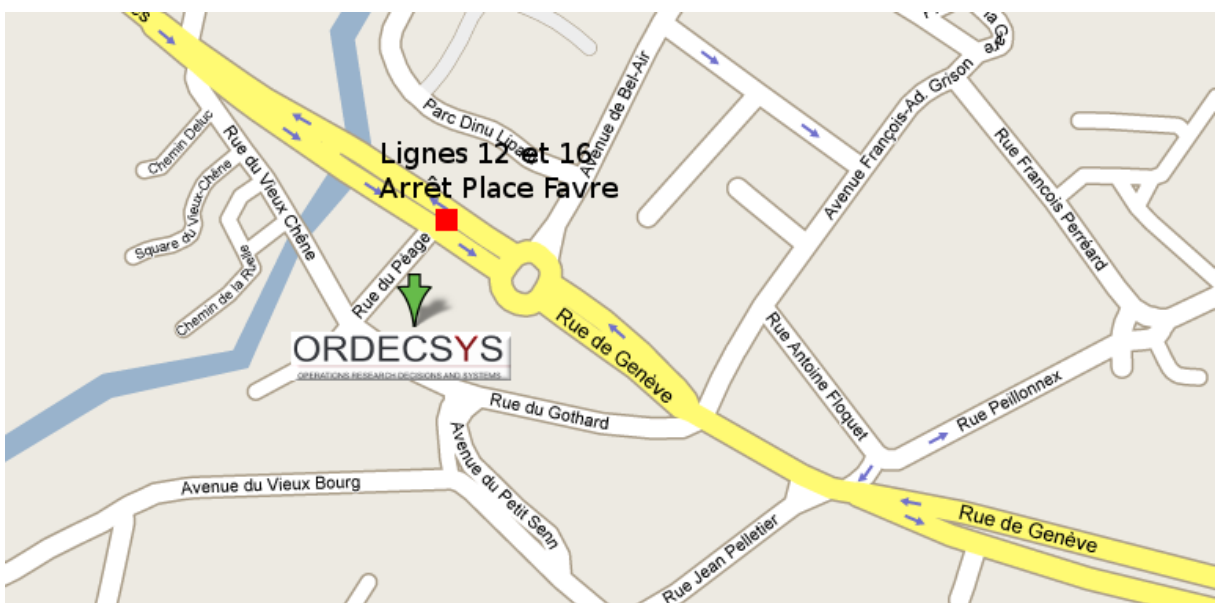 Chemin Deluc
Rue du Vieux Chêne
Square du Vieux-Chêne
Chemin de la Ruelle
Parc Dinu Lipatti
Avenue de Bel-Air
Lignes 12 et 16
Arrêt Place Favre
Rue du Péage
ORDECSYS
OPERATIONS RESEARCH DECISIONS AND SYSTEMS
Avenue François-Ad. Grison
la Gare
Rue François Perréard
Rue de Genève
Rue Antoine Floquet
Rue Peillonnex
Rue du Gothard
Avenue du Petit Senn
Avenue du Vieux Bourg
Rue Jean Pelletier
Rue de Genève